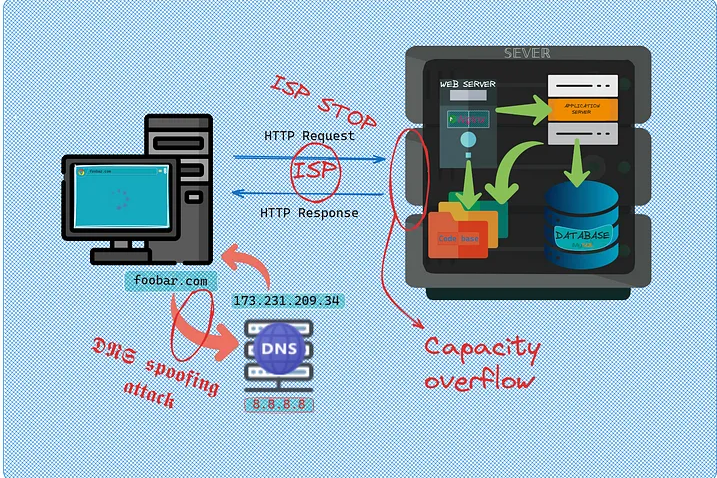 SEVER
ISP STOP
WEB SERVER
APPLICATION
SERVER
HTTP Request
ISP
HTTP Response
foobar.com
Code base
DATABASE
foobar.com
173.231.209.34
DNS
8.8.8.8
DNS spoofing
attack
Capacity
overflow